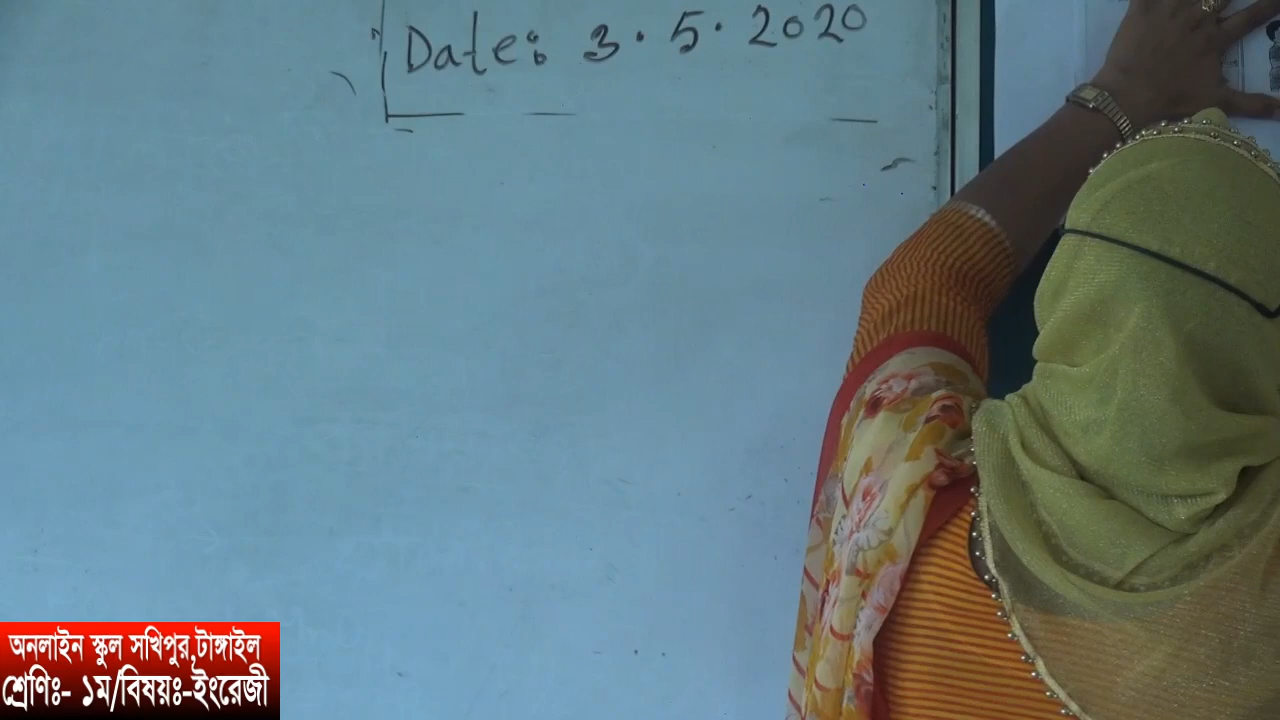 Date: 3.5.2020
অনলাইন স্কুল সখিপুর,টাঙ্গাইল
শ্রেণিঃ- ১ম/বিষয়ঃ-ইংরেজী